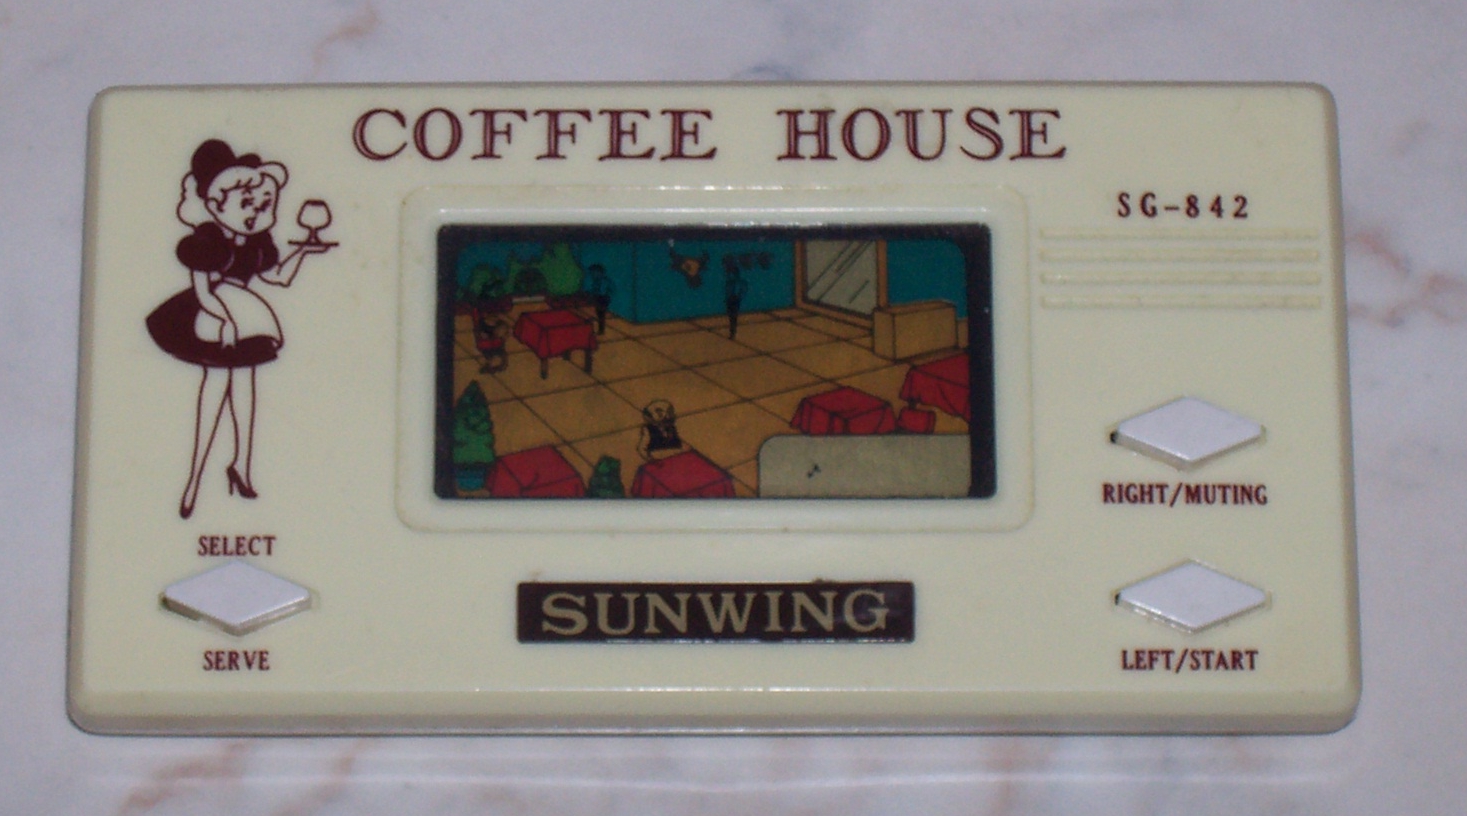 COFFEE HOUSE
SG-842
RIGHT/MUTING
SELECT
SERVE
SUNWING
LEFT/START